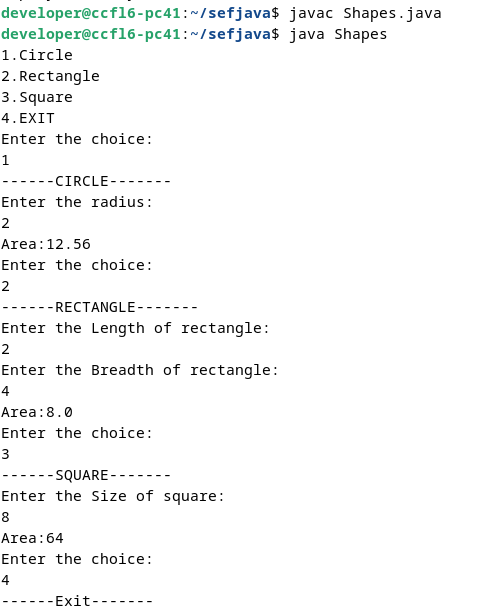 developer@ccfl6-pc41:~/sefjava$ javac Shapes.java
developer@ccfl6-pc41:~/sefjava$ java Shapes
1.Circle
2.Rectangle
3.Square
4.EXIT
Enter the choice:
1
------CIRCLE-------
Enter the radius:
2
Area:12.56
Enter the choice:
2
------RECTANGLE-------
Enter the Length of rectangle:
2
Enter the Breadth of rectangle:
4
Area:8.0
Enter the choice:
3
------SQUARE-------
Enter the Size of square:
8
Area:64
Enter the choice:
4
------Exit-------